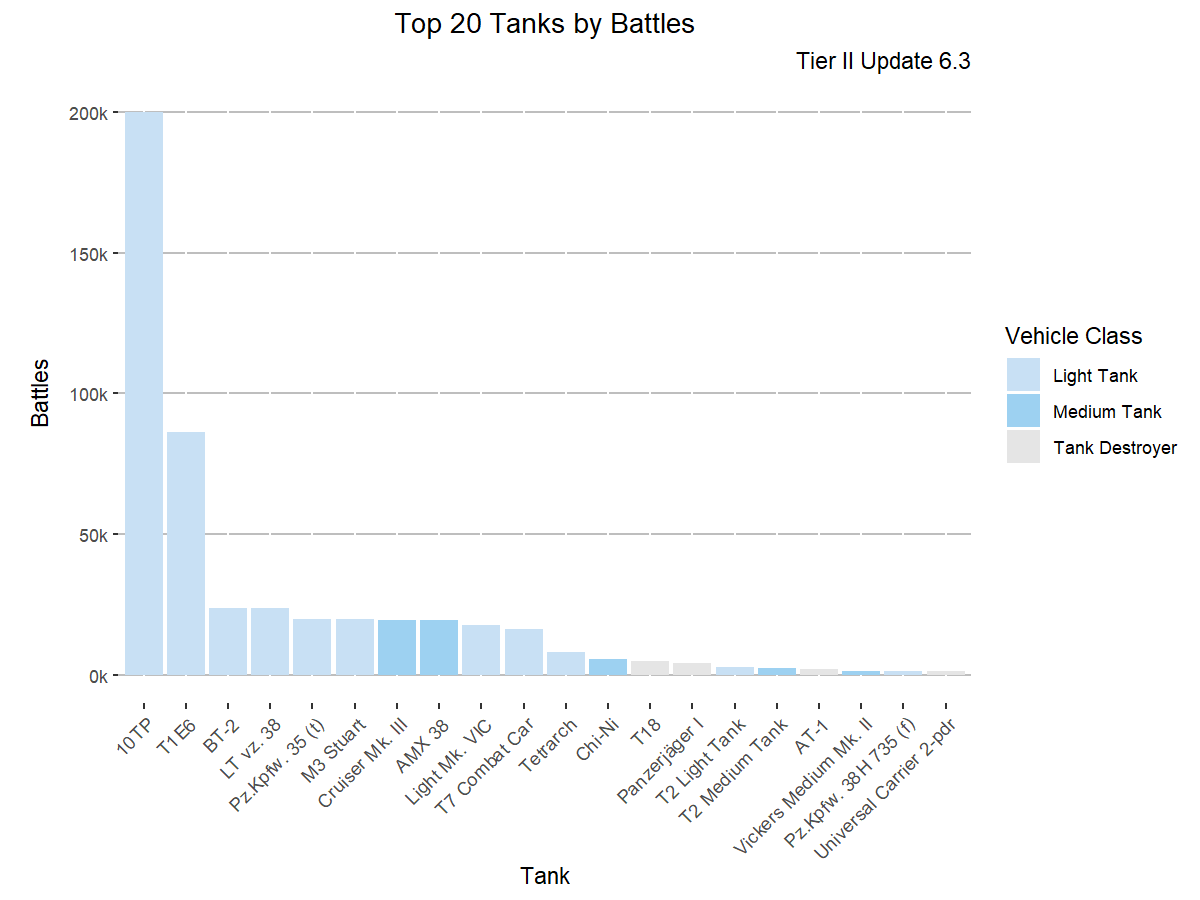 Top 20 Tanks by Battles
Tier II Update 6.3
200k
150k
100k
50k
0k
Battles
10TP
T1E6
BT-2
LT vz. 38
Pz.Kpfw. 35 (t)
M3 Stuart
Cruiser Mk. III
AMX 38
Light Mk. VIC
T7 Combat Car
Tetrarch
Chi-Ni
T18
Panzerjäger I
T2 Light Tank
T2 Medium Tank
AT-1
Vickers Medium Mk. II
Pz.Kpfw. 38H 735 (f)
Universal Carrier 2-pdr
Tank
Vehicle Class
Light Tank
Medium Tank
Tank Destroyer